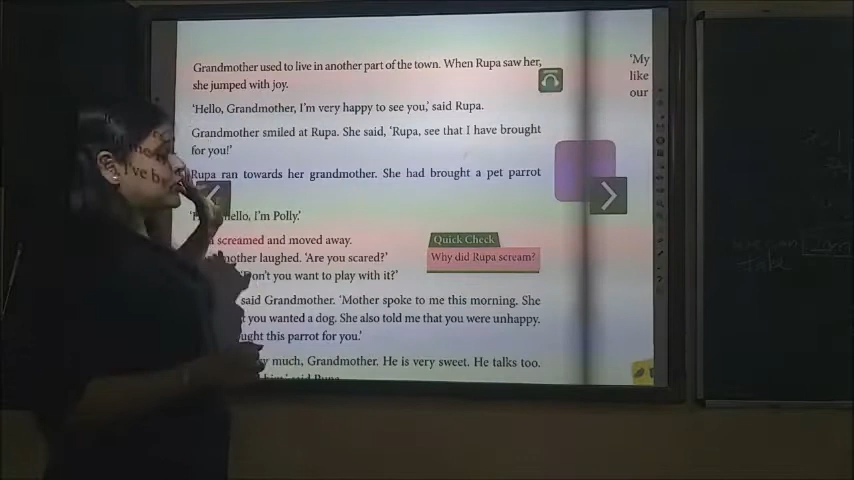 Grandmother used to live in another part of the town. When Rupa saw her,
she jumped with joy.
'Hello, Grandmother, I'm very happy to see you,' said Rupa.
Grandmother smiled at Rupa. She said, 'Rupa, see that I have brought
for you!'
Rupa ran towards her grandmother. She had brought a pet parrot
ello, I'm Polly.'
screamed and moved away.
other laughed. 'Are you scared?'
'Don't you want to play with it?'
Quick Check
Why did Rupa scream?
said Grandmother. 'Mother spoke to me this morning. She
you wanted a dog. She also told me that you were unhappy.
ught this parrot for you.'
y much, Grandmother. He is very sweet. He talks too.
him,' said Rupa
'My
like
our
I've b